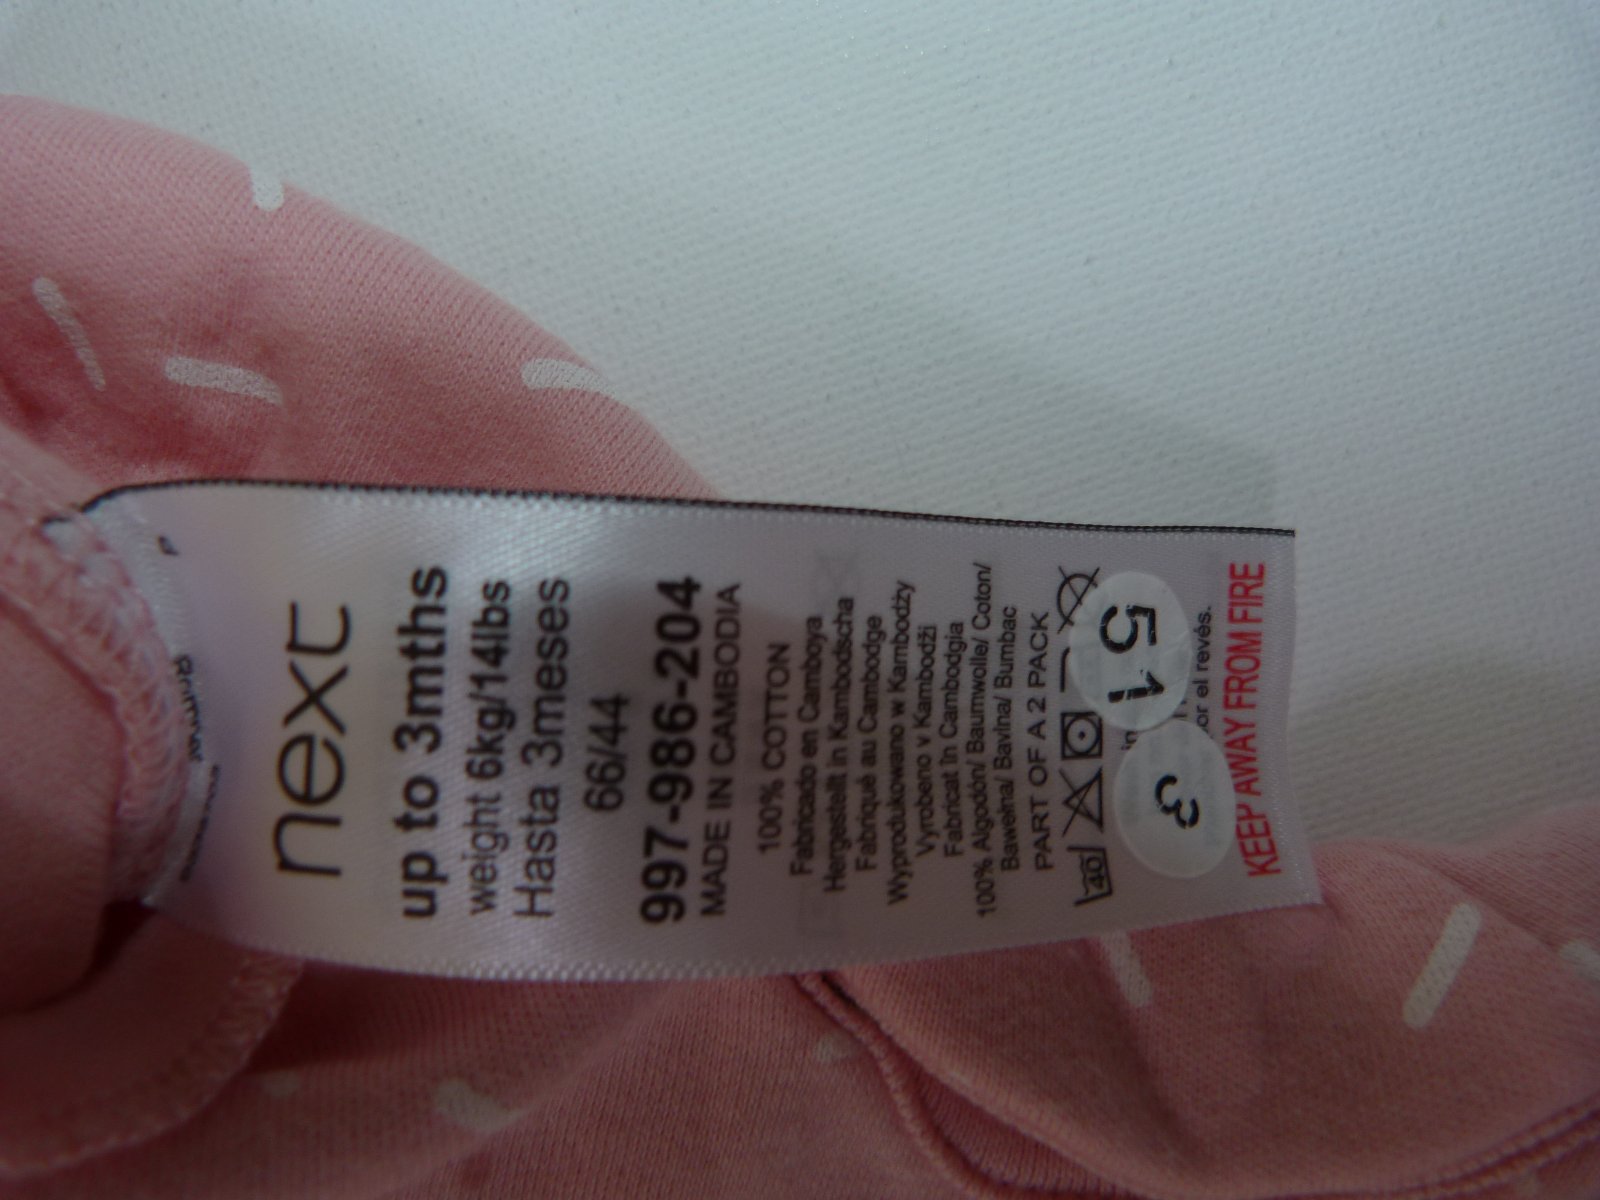 next
up to 3mths
weight 6kg/14lbs
Hasta 3meses
66/44
997-986-204
MADE IN CAMBODIA
100% COTTON
Fabricado en Camboya
Hergestellt in Kambodscha
Fabriqué au Cambodge
Wyprodukowano w Kambodży
Vyrobeno v Kambodži
Fabricat în Cambodgia
100% Algodón/ Baumwolle/ Coton/
Bawełna/ Bavlna/ Bumbac
PART OF A 2 PACK
40
51
3
por el revés.
KEEP AWAY FROM FIRE